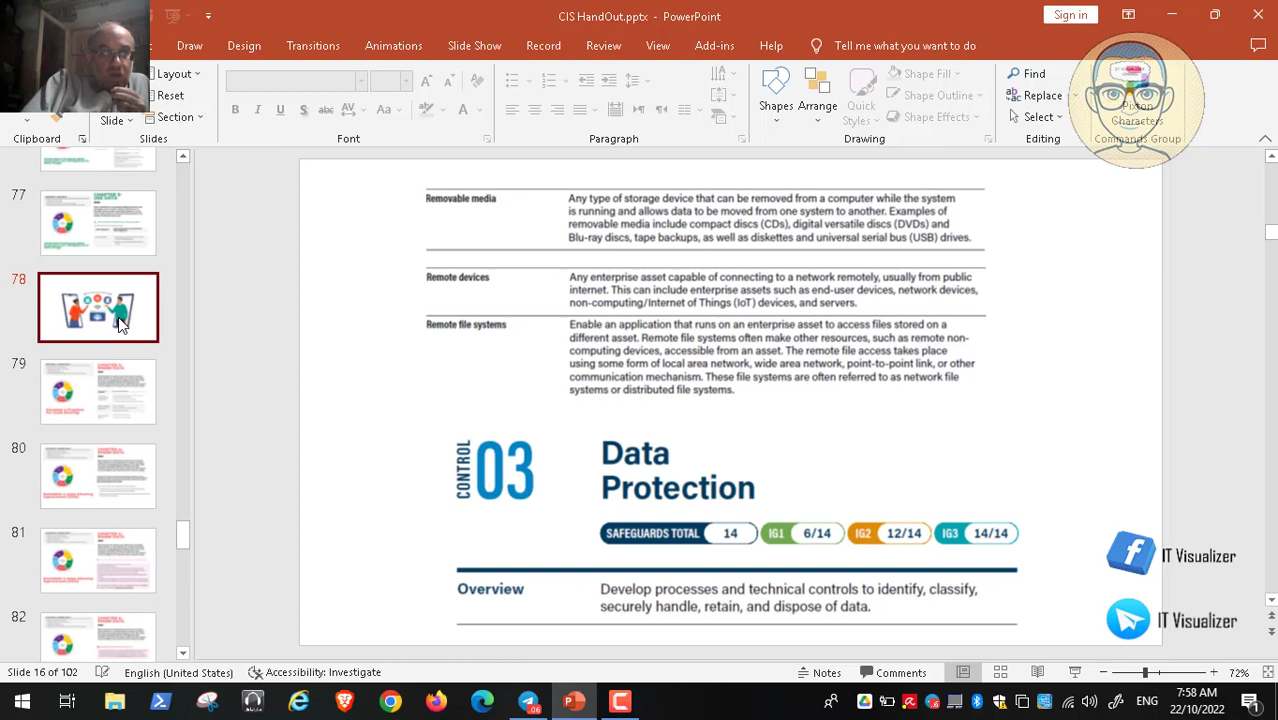 CIS HandOut.pptx - PowerPoint
Sign in
Draw
Design
Transitions
Animations
Slide Show
Record
Review
View
Add-ins
Help
Tell me what you want to do
Layout
Reset
Section
Slide
Clipboard
Slides
Font
Paragraph
Shapes
Arrange
Quick
Styles
Shape Fill
Shape Outline
Shape Effects
Drawing
Find
Replace
Select
Editing
Pixton
Characters
Commands Group
77
78
79
80
81
82
Removable media
Any type of storage device that can be removed from a computer while the system
is running and allows data to be moved from one system to another. Examples of
removable media include compact discs (CDs), digital versatile discs (DVDs) and
Blu-ray discs, tape backups, as well as diskettes and universal serial bus (USB) drives.
Remote devices
Any enterprise asset capable of connecting to a network remotely, usually from public
internet. This can include enterprise assets such as end-user devices, network devices,
non-computing/Internet of Things (IoT) devices, and servers.
Remote file systems
Enable an application that runs on an enterprise asset to access files stored on a
different asset. Remote file systems often make other resources, such as remote non-
computing devices, accessible from an asset. The remote file access takes place
using some form of local area network, wide area network, point-to-point link, or other
communication mechanism. These file systems are often referred to as network file
systems or distributed file systems.
CONTROL
03
Data
Protection
SAFEGUARDS TOTAL 14 IG1 6/14 IG2 12/14 IG3 14/14
Overview
Develop processes and technical controls to identify, classify,
securely handle, retain, and dispose of data.
IT Visualizer
IT Visualizer
Slide 16 of 102
English (United States)
Accessibility: Investigate
Notes
Comments
72%
ENG
7:58 AM
22/10/2022